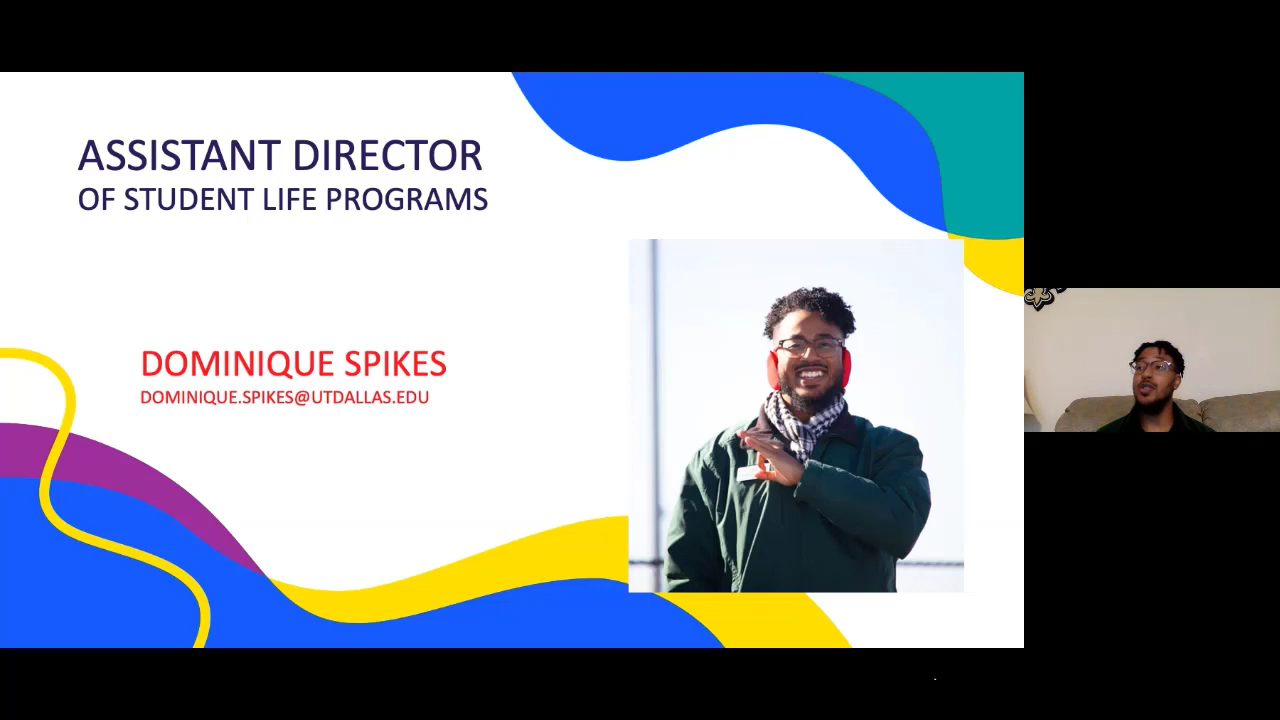 ASSISTANT DIRECTOR
OF STUDENT LIFE PROGRAMS
DOMINIQUE SPIKES
DOMINIQUE.SPIKES@UTDALLAS.EDU